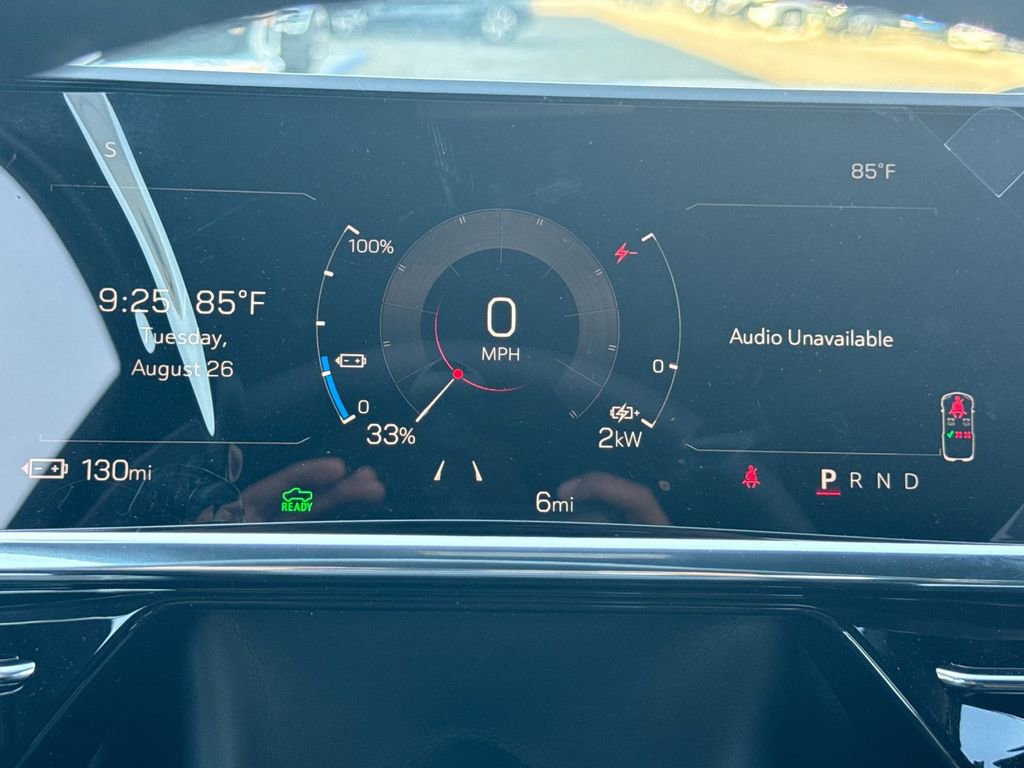 S
85°F
100%
9:25 85°F
0
MPH
Tuesday,
August 26
Audio Unavailable
0
0
33%
2kW
130mi
READY
6mi
P R N D